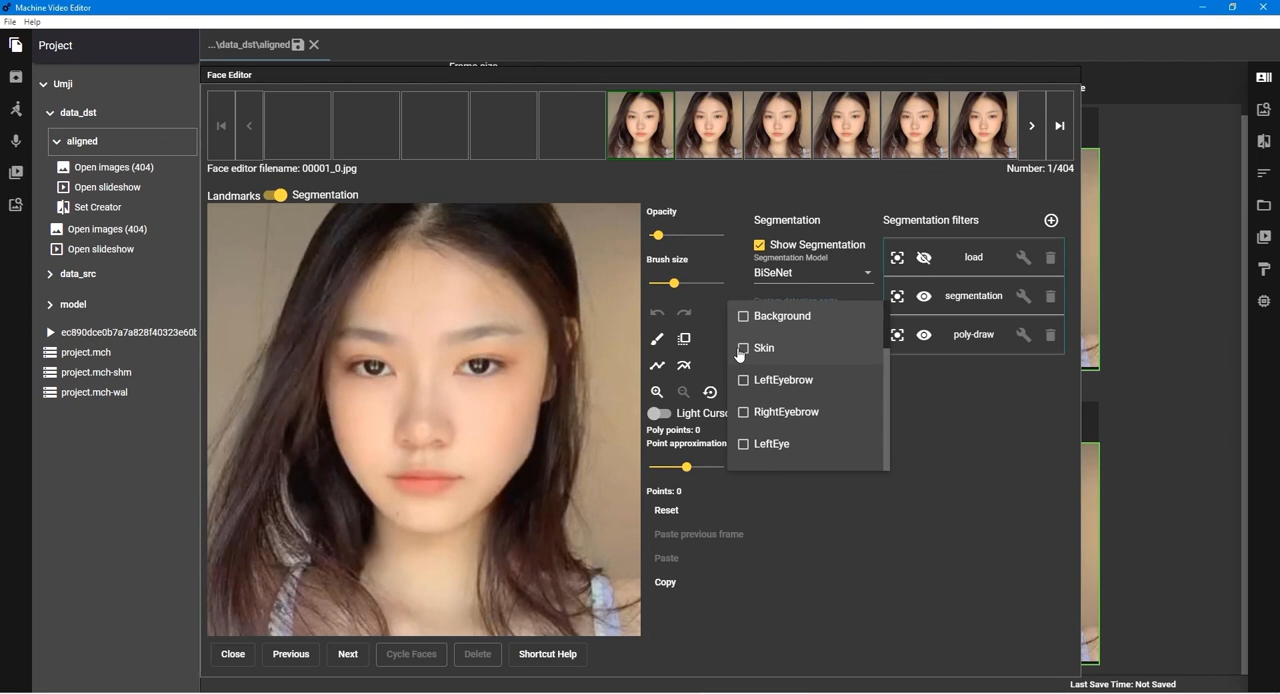 Machine Video Editor
File Help
Project
...\data_dst\aligned
Face Editor
Umji
data_dst
aligned
Open images (404)
Open slideshow
Set Creator
Open images (404)
Open slideshow
data_src
model
ec890dce0b7a7a828f40323e60
project.mch
project.mch-shm
project.mch-wal
Face editor filename: 00001_0.jpg
Number: 1/404
Landmarks Segmentation
Opacity
Brush size
Light Curso
Poly points: 0
Point approximation
Points: 0
Reset
Paste previous frame
Paste
Copy
Segmentation
Show Segmentation
Segmentation Model
BiSeNet
Background
Skin
LeftEyebrow
RightEyebrow
LeftEye
Segmentation filters
load
segmentation
poly-draw
Close Previous Next Cycle Faces Delete Shortcut Help
Last Save Time: Not Saved